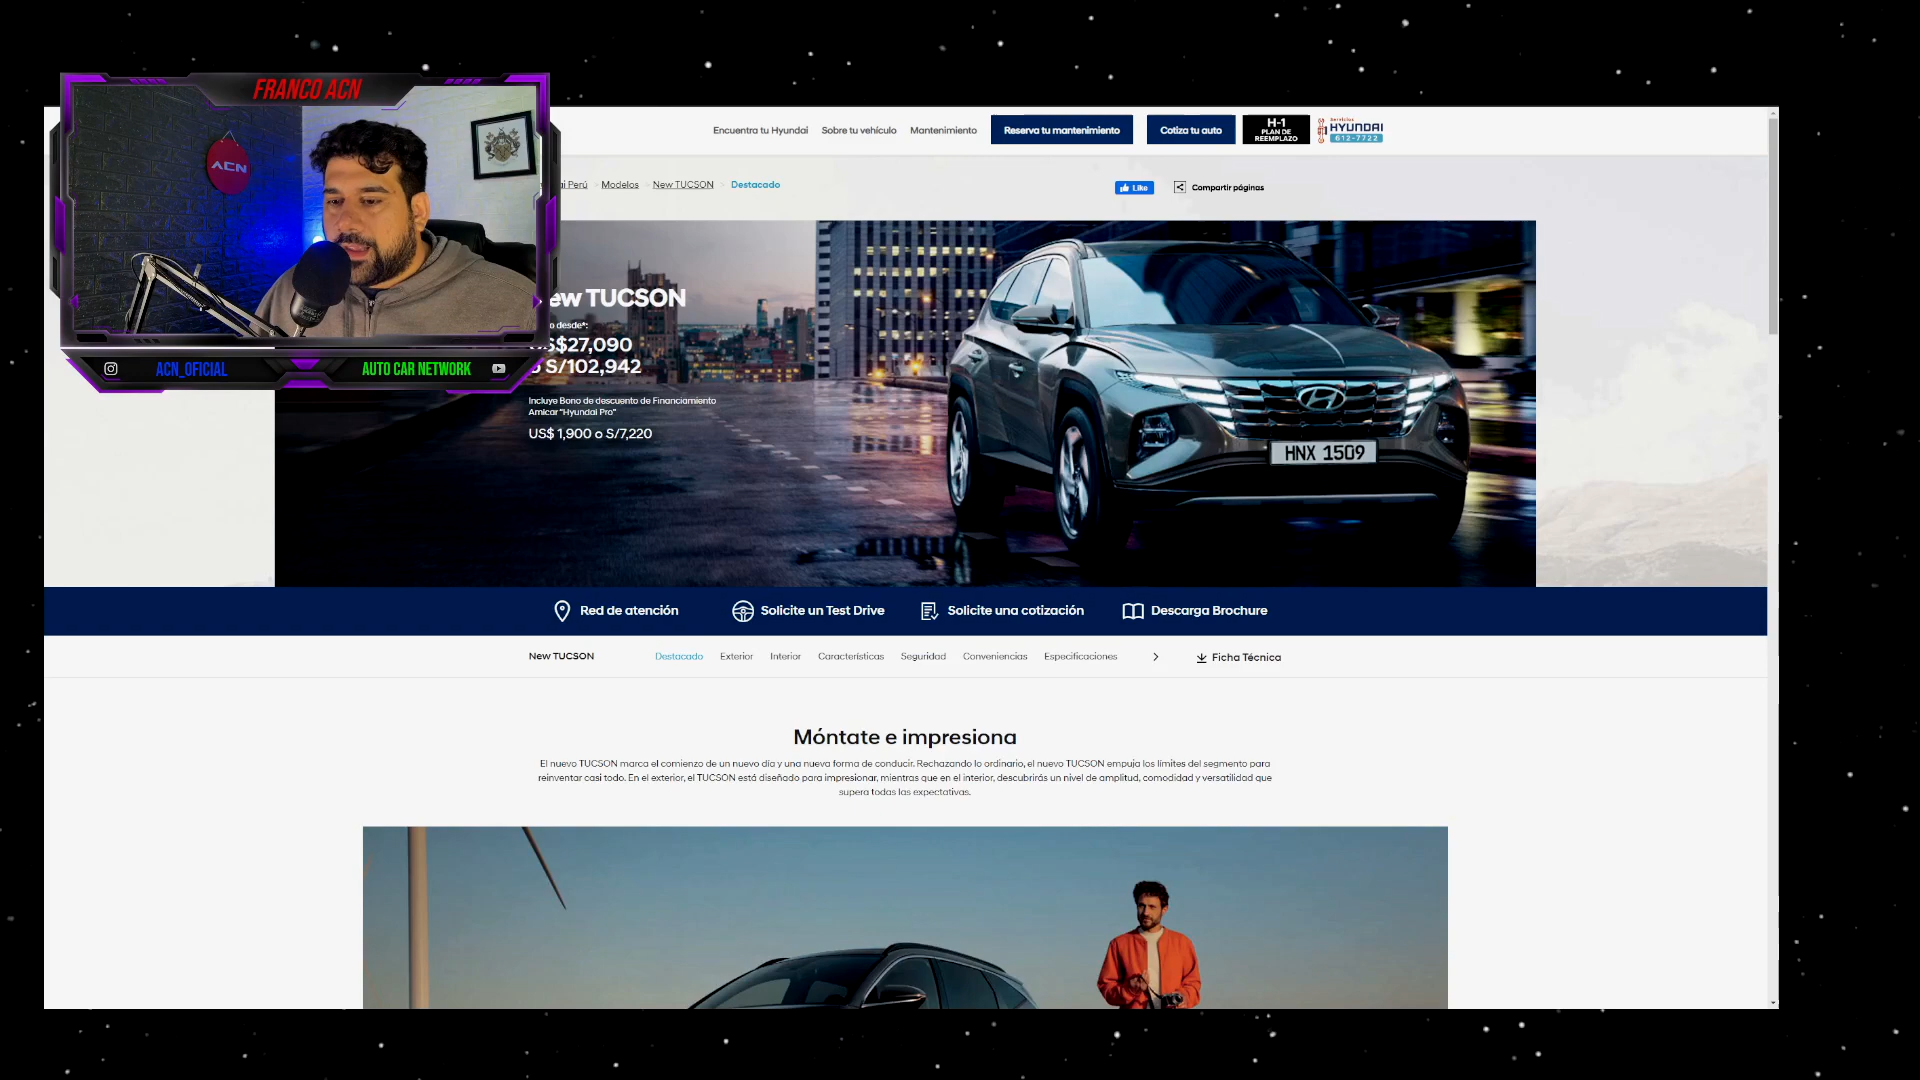 FRANCO ACN
ACN
ACN_OFICIAL
AUTO CAR NETWORK
Encuentra tu Hyundai
Sobre tu vehículo
Mantenimiento
Reserva tu mantenimiento
Cotiza tu auto
H-1
PLAN DE
REEMPLAZO
Servicios
HYUNDAI
612-7722
Perú > Modelos > New TUCSON > Destacado
Like
Compartir páginas
ew TUCSON
desde*:
$27,090
o S/102,942
Incluye Bono de descuento de Financiamiento
Amicar "Hyundai Pro"
US$ 1,900 o S/7,220
HNX 1509
Red de atención
Solicite un Test Drive
Solicite una cotización
Descarga Brochure
New TUCSON
Destacado
Exterior
Interior
Características
Seguridad
Conveniencias
Especificaciones
Ficha Técnica
Móntate e impresiona
El nuevo TUCSON marca el comienzo de un nuevo día y una nueva forma de conducir. Rechazando lo ordinario, el nuevo TUCSON empuja los límites del segmento para
reinventar casi todo. En el exterior, el TUCSON está diseñado para impresionar, mientras que en el interior, descubrirás un nivel de amplitud, comodidad y versatilidad que
supera todas las expectativas.